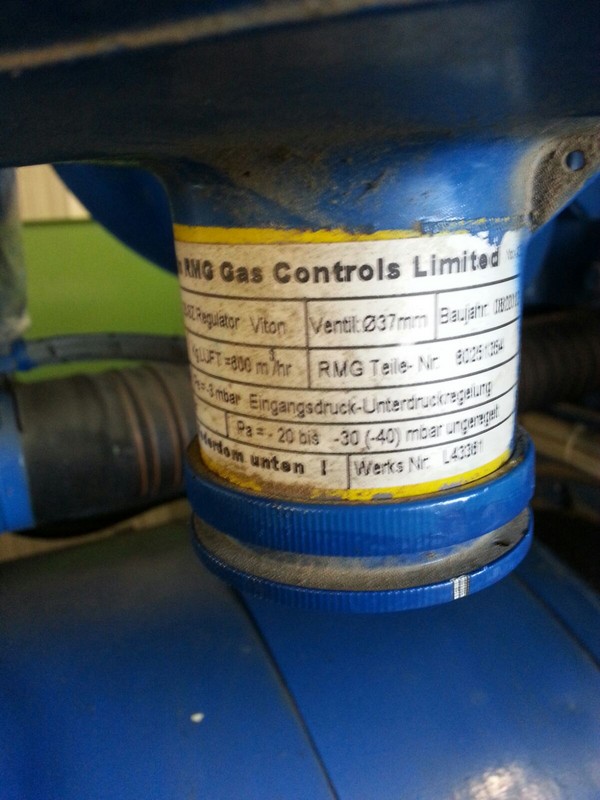 RMG Gas Controls Limited
Regulator Viton Ventil:Ø37mm Baujahr:
LUFT =800 m³/hr RMG Teile- Nr.
mbar Eingangsdruck-Unterdruckregelung
Pa = - 20 bis -30 (-40) mbar ungeregelt
unten I Werks Nr. L43361